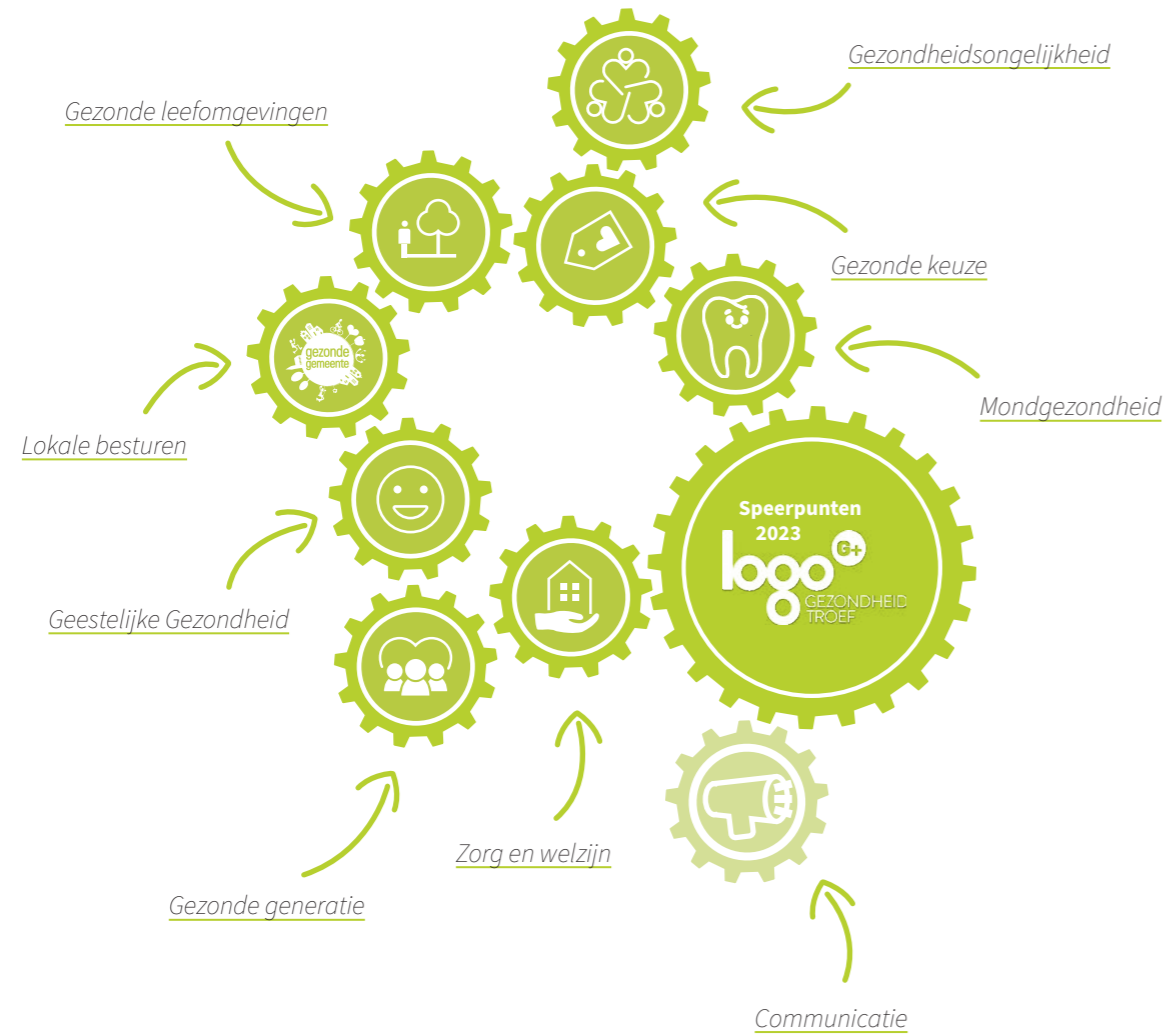 Gezondheidsongelijkheid
Gezonde leefomgevingen
Gezonde keuze
gezonde
gemeente
Mondgezondheid
Lokale besturen
Speerpunten
2023
logo G+
GEZONDHEID
TROEF
Geestelijke Gezondheid
Zorg en welzijn
Gezonde generatie
Communicatie